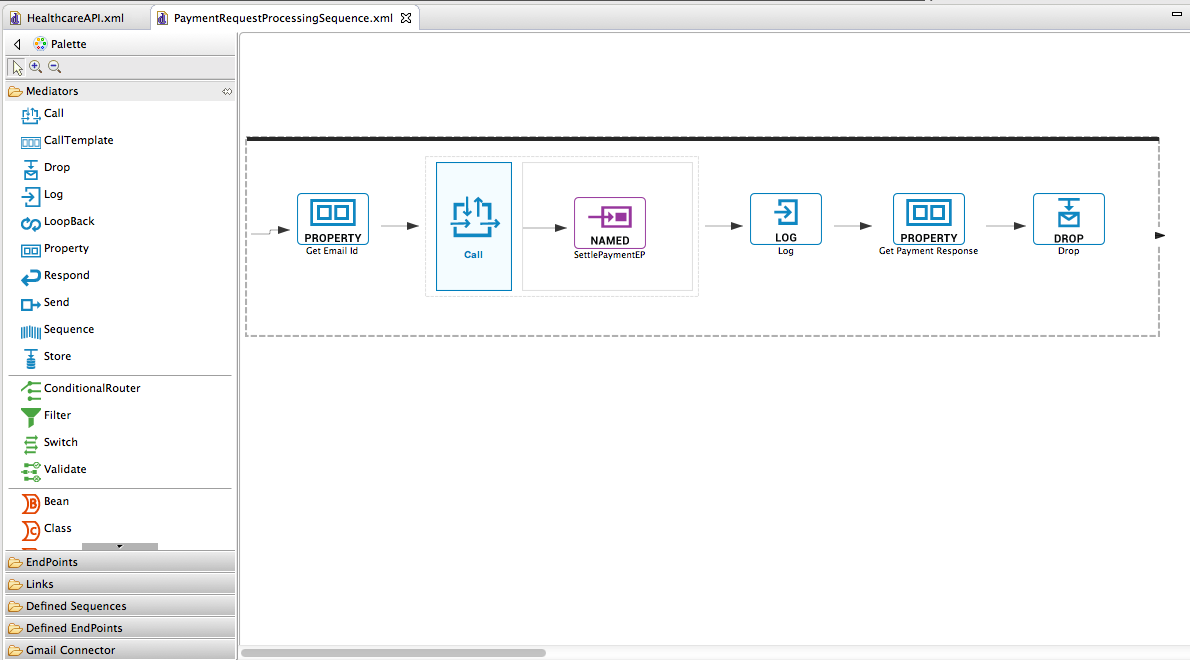 HealthcareAPI.xml
PaymentRequestProcessingSequence.xml
Palette
Mediators
Call
CallTemplate
Drop
Log
LoopBack
Property
Respond
Send
Sequence
Store
ConditionalRouter
Filter
Switch
Validate
Bean
Class
EndPoints
Links
Defined Sequences
Defined EndPoints
Gmail Connector
PROPERTY
Get Email Id
Call
NAMED
SettlePaymentEP
LOG
Log
PROPERTY
Get Payment Response
DROP
Drop